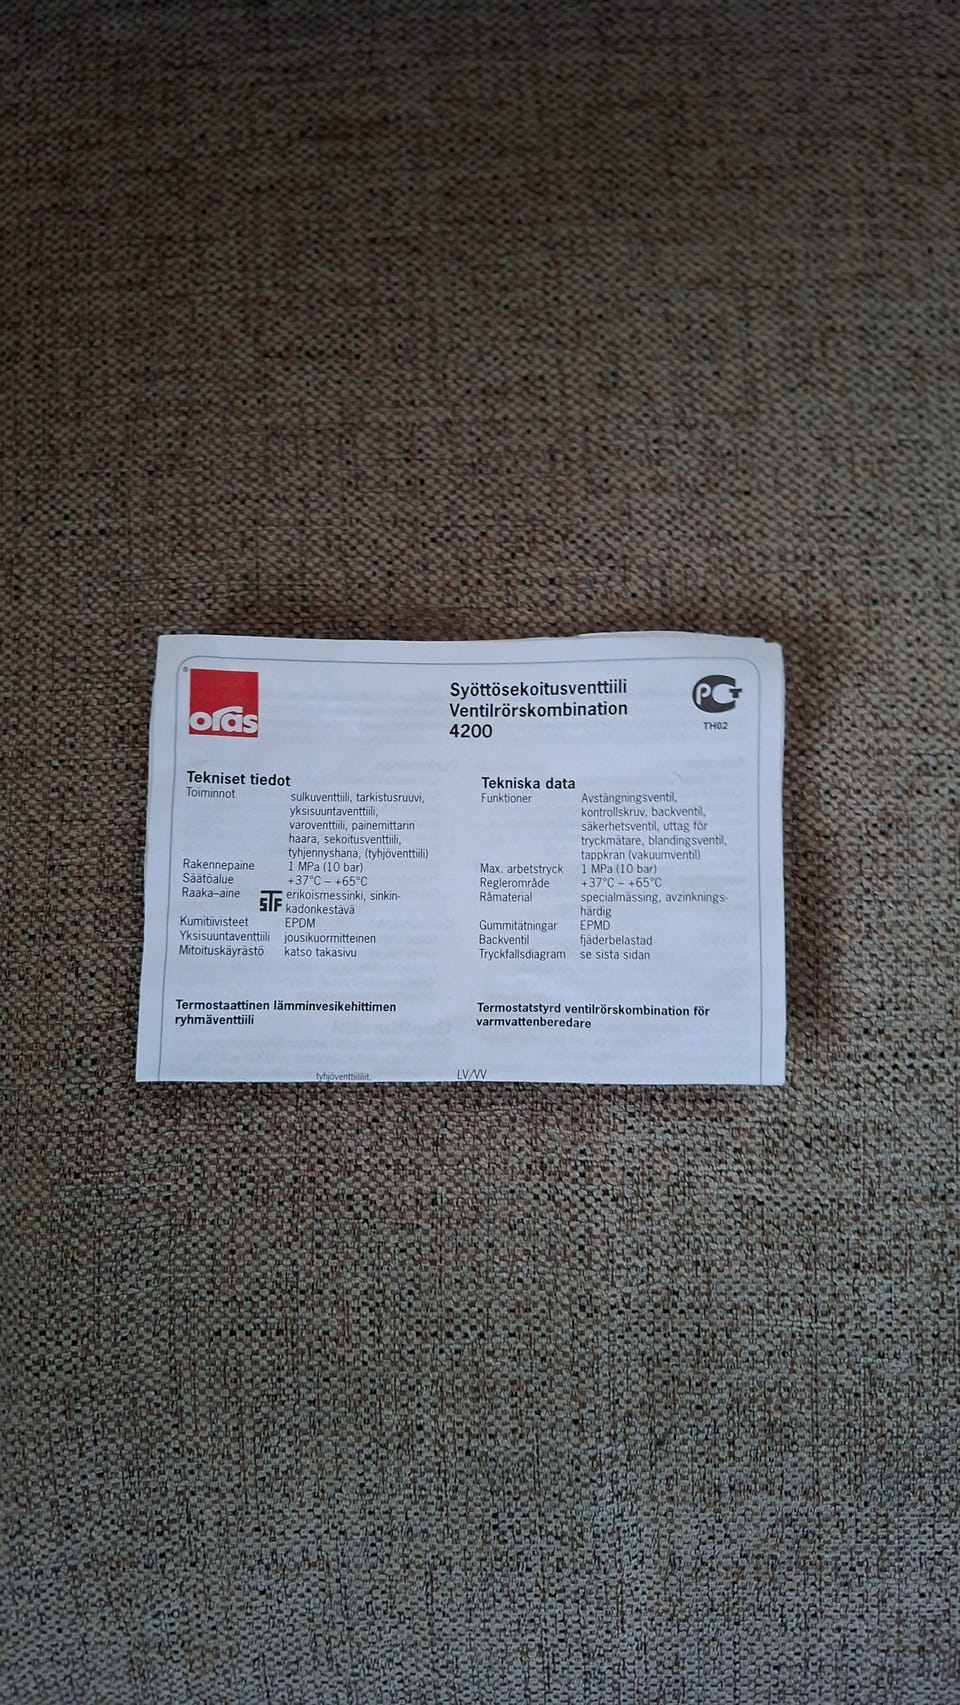 oras
Syöttösekoitusventtiili
Ventilrörskombination
4200
TH02
Tekniset tiedot
Toiminnot sulkuventtiili, tarkistusruuvi,
yksisuuntaventtiili,
varoventtiili, painemittarin
haara, sekoitusventtiili,
tyhjennyshana, (tyhjöventtiili)
Rakennepaine 1 MPa (10 bar)
Säätöalue +37°C – +65°C
Raaka–aine STF erikoismessinki, sinkin-
kadonkestävä
Kumitiivisteet EPDM
Yksisuuntaventtiili jousikuormitteinen
Mitoituskäyrästö katso takasivu
Termostaattinen lämminvesikehittimen
ryhmäventtiili
tyhjöventtiiliit.
Tekniska data
Funktioner Avstängningsventil,
kontrollskruv, backventil,
säkerhetsventil, uttag för
tryckmätare, blandingsventil,
tappkran (vakuumventil)
Max. arbetstryck 1 MPa (10 bar)
Reglerområde +37°C – +65°C
Råmaterial specialmässing, avzinknings-
härdig
Gummitätningar EPMD
Backventil fjäderbelastad
Tryckfallsdiagram se sista sidan
Termostatstyrd ventilrörskombination för
varmvattenberedare
LV/VV